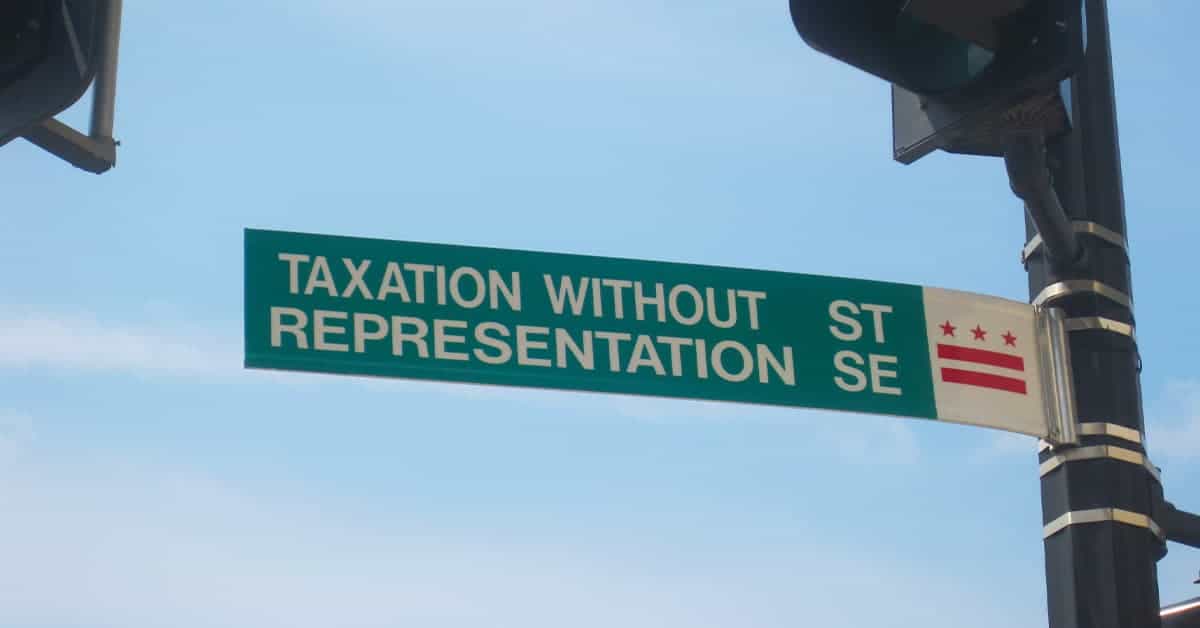 TAXATION WITHOUT ST
REPRESENTATION SE